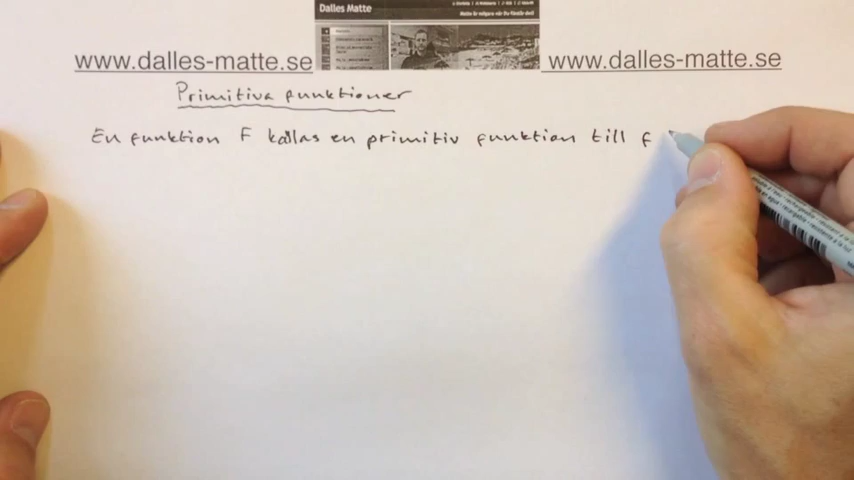 Dalles Matte
www.dalles-matte.se www.dalles-matte.se
Primitiva funktioner
En funktion F kallas en primitiv funktion till f